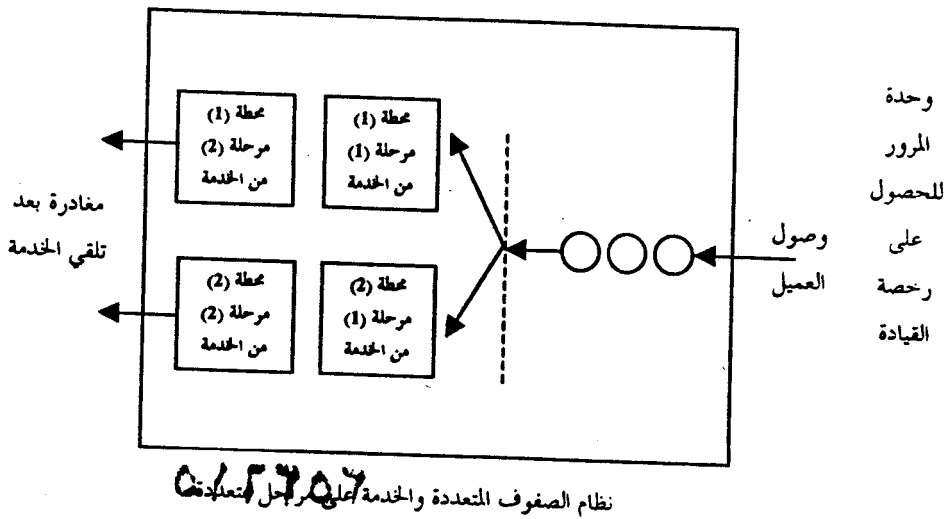 وحدة
المرور
للحصول
على
رخصة
القيادة
وصول
العميل
محطة (1)
مرحلة (1)
من الخدمة
محطة (1)
مرحلة (2)
من الخدمة
محطة (2)
مرحلة (1)
من الخدمة
محطة (2)
مرحلة (2)
من الخدمة
مغادرة بعد
تلقي الخدمة
نظام الصفوف المتعددة والخدمة على مراحل متعددة